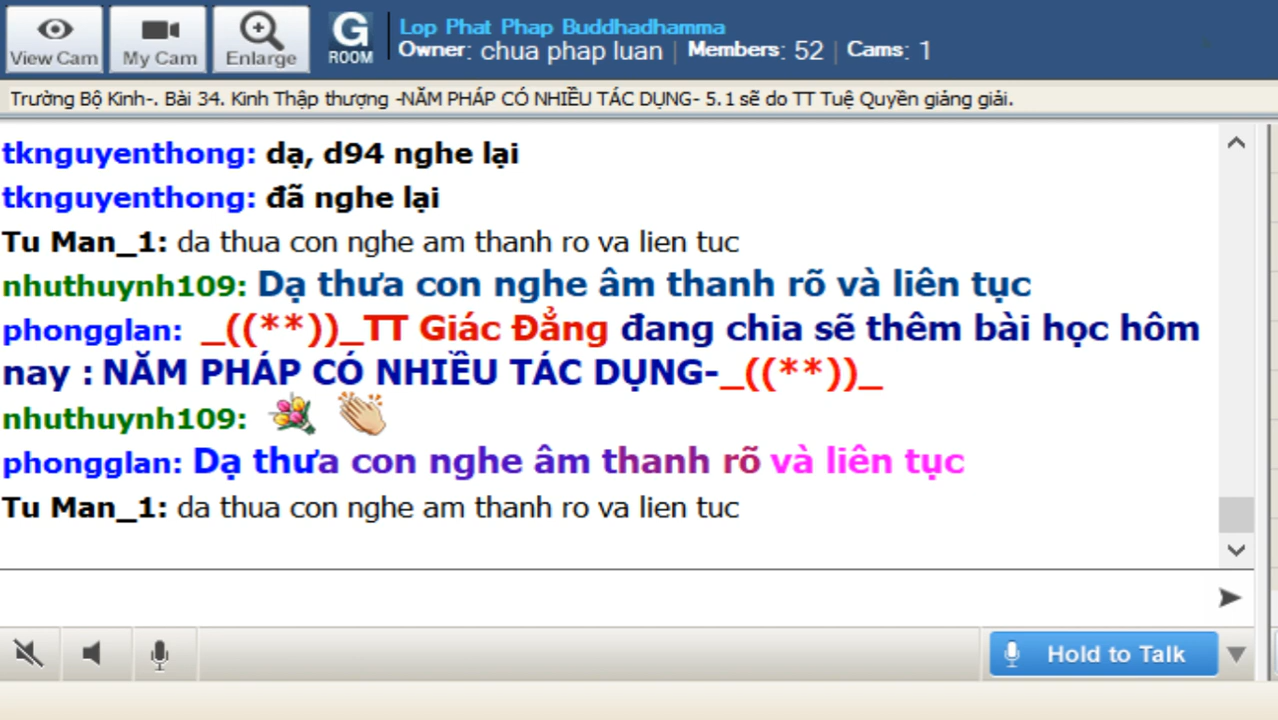 View Cam
My Cam
Enlarge
G
ROOM
Lop Phat Phap Buddhadhamma
Owner: chua phap luan | Members: 52 | Cams: 1
Trường Bộ Kinh-. Bài 34. Kinh Thập thượng -NĂM PHÁP CÓ NHIỀU TÁC DỤNG- 5.1 sẽ do TT Tuệ Quyền giảng giải.
tknguyenthong: dạ, d94 nghe lại
tknguyenthong: đã nghe lại
Tu Man_1: da thua con nghe am thanh ro va lien tuc
nhuthuynh109: Dạ thưa con nghe âm thanh rõ và liên tục
phongglan: _((**))_TT Giác Đẳng đang chia sẽ thêm bài học hôm
nay : NĂM PHÁP CÓ NHIỀU TÁC DỤNG-_((**))_
nhuthuynh109:
phongglan: Dạ thưa con nghe âm thanh rõ và liên tục
Tu Man_1: da thua con nghe am thanh ro va lien tuc
Hold to Talk